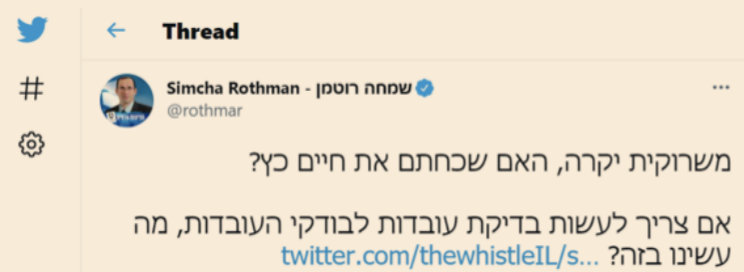 Thread
שמחה רוטמן - Simcha Rothman
@rothmar
משרוקית יקרה, האם שכחתם את חיים כץ?
אם צריך לעשות בדיקת עובדות לבודקי העובדות, מה
עשינו בזה? twitter.com/thewhistleIL/s...